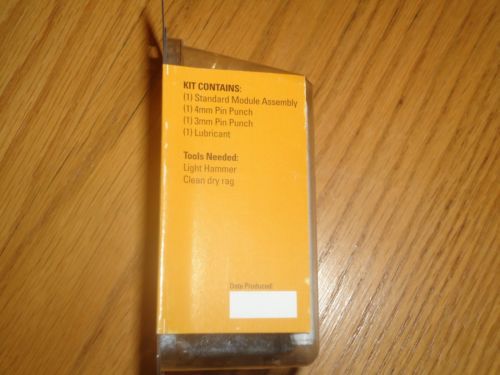 KIT CONTAINS:
(1) Standard Module Assembly
(1) 4mm Pin Punch
(1) 3mm Pin Punch
(1) Lubricant
Tools Needed:
Light Hammer
Clean dry rag
Date Produced: